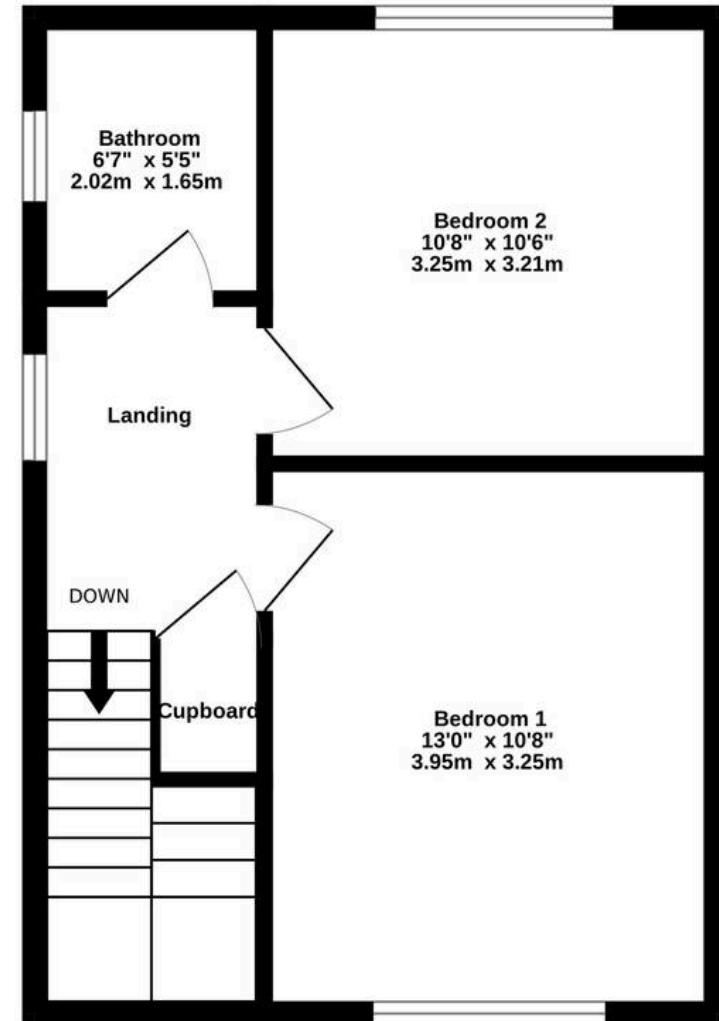 Bathroom
6'7" x 5'5"
2.02m x 1.65m
Bedroom 2
10'8" x 10'6"
3.25m x 3.21m
Landing
DOWN
Cupboard
Bedroom 1
13'0" x 10'8"
3.95m x 3.25m